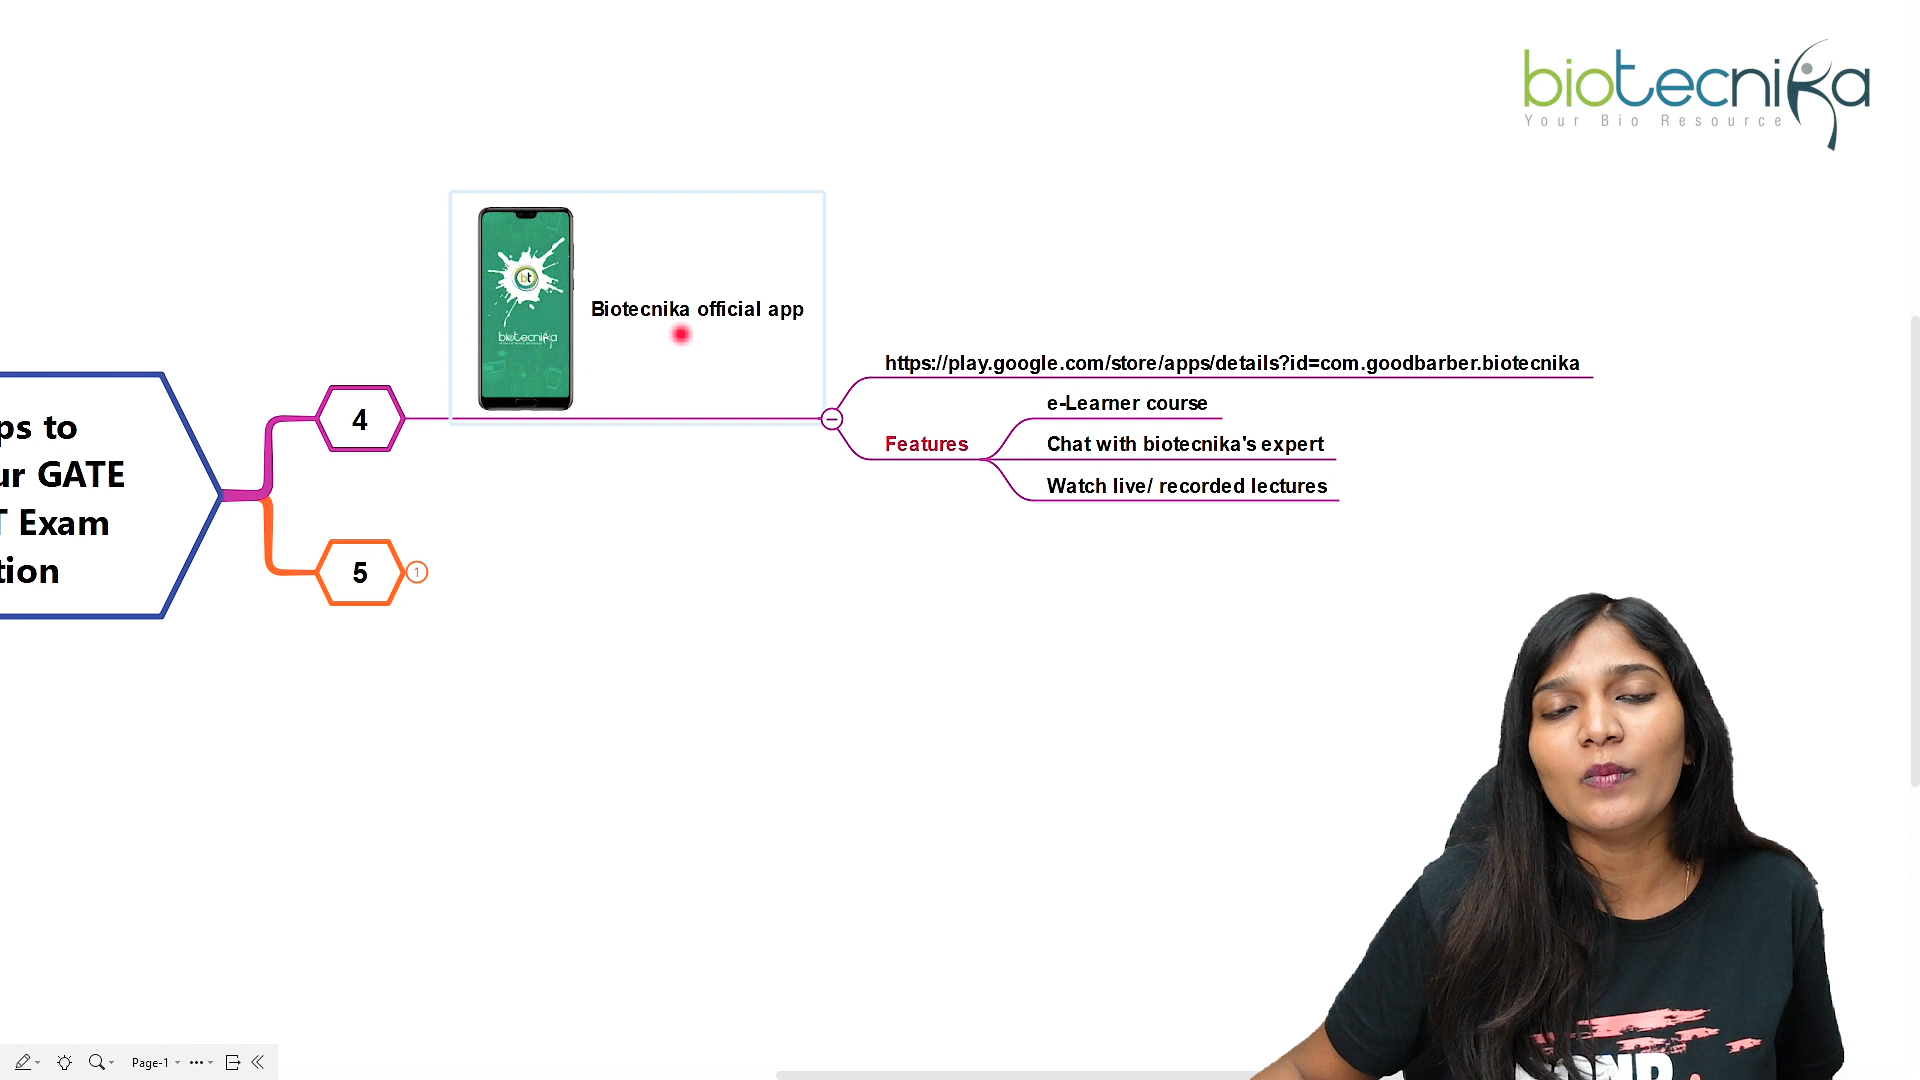 biotecnika
Your Bio Resource
bt
biotecnika
Biotecnika official app
https://play.google.com/store/apps/details?id=com.goodbarber.biotecnika
e-Learner course
Features
Chat with biotecnika's expert
Watch live/ recorded lectures
4
ps to
ur GATE
T Exam
tion
5
1
Page-1